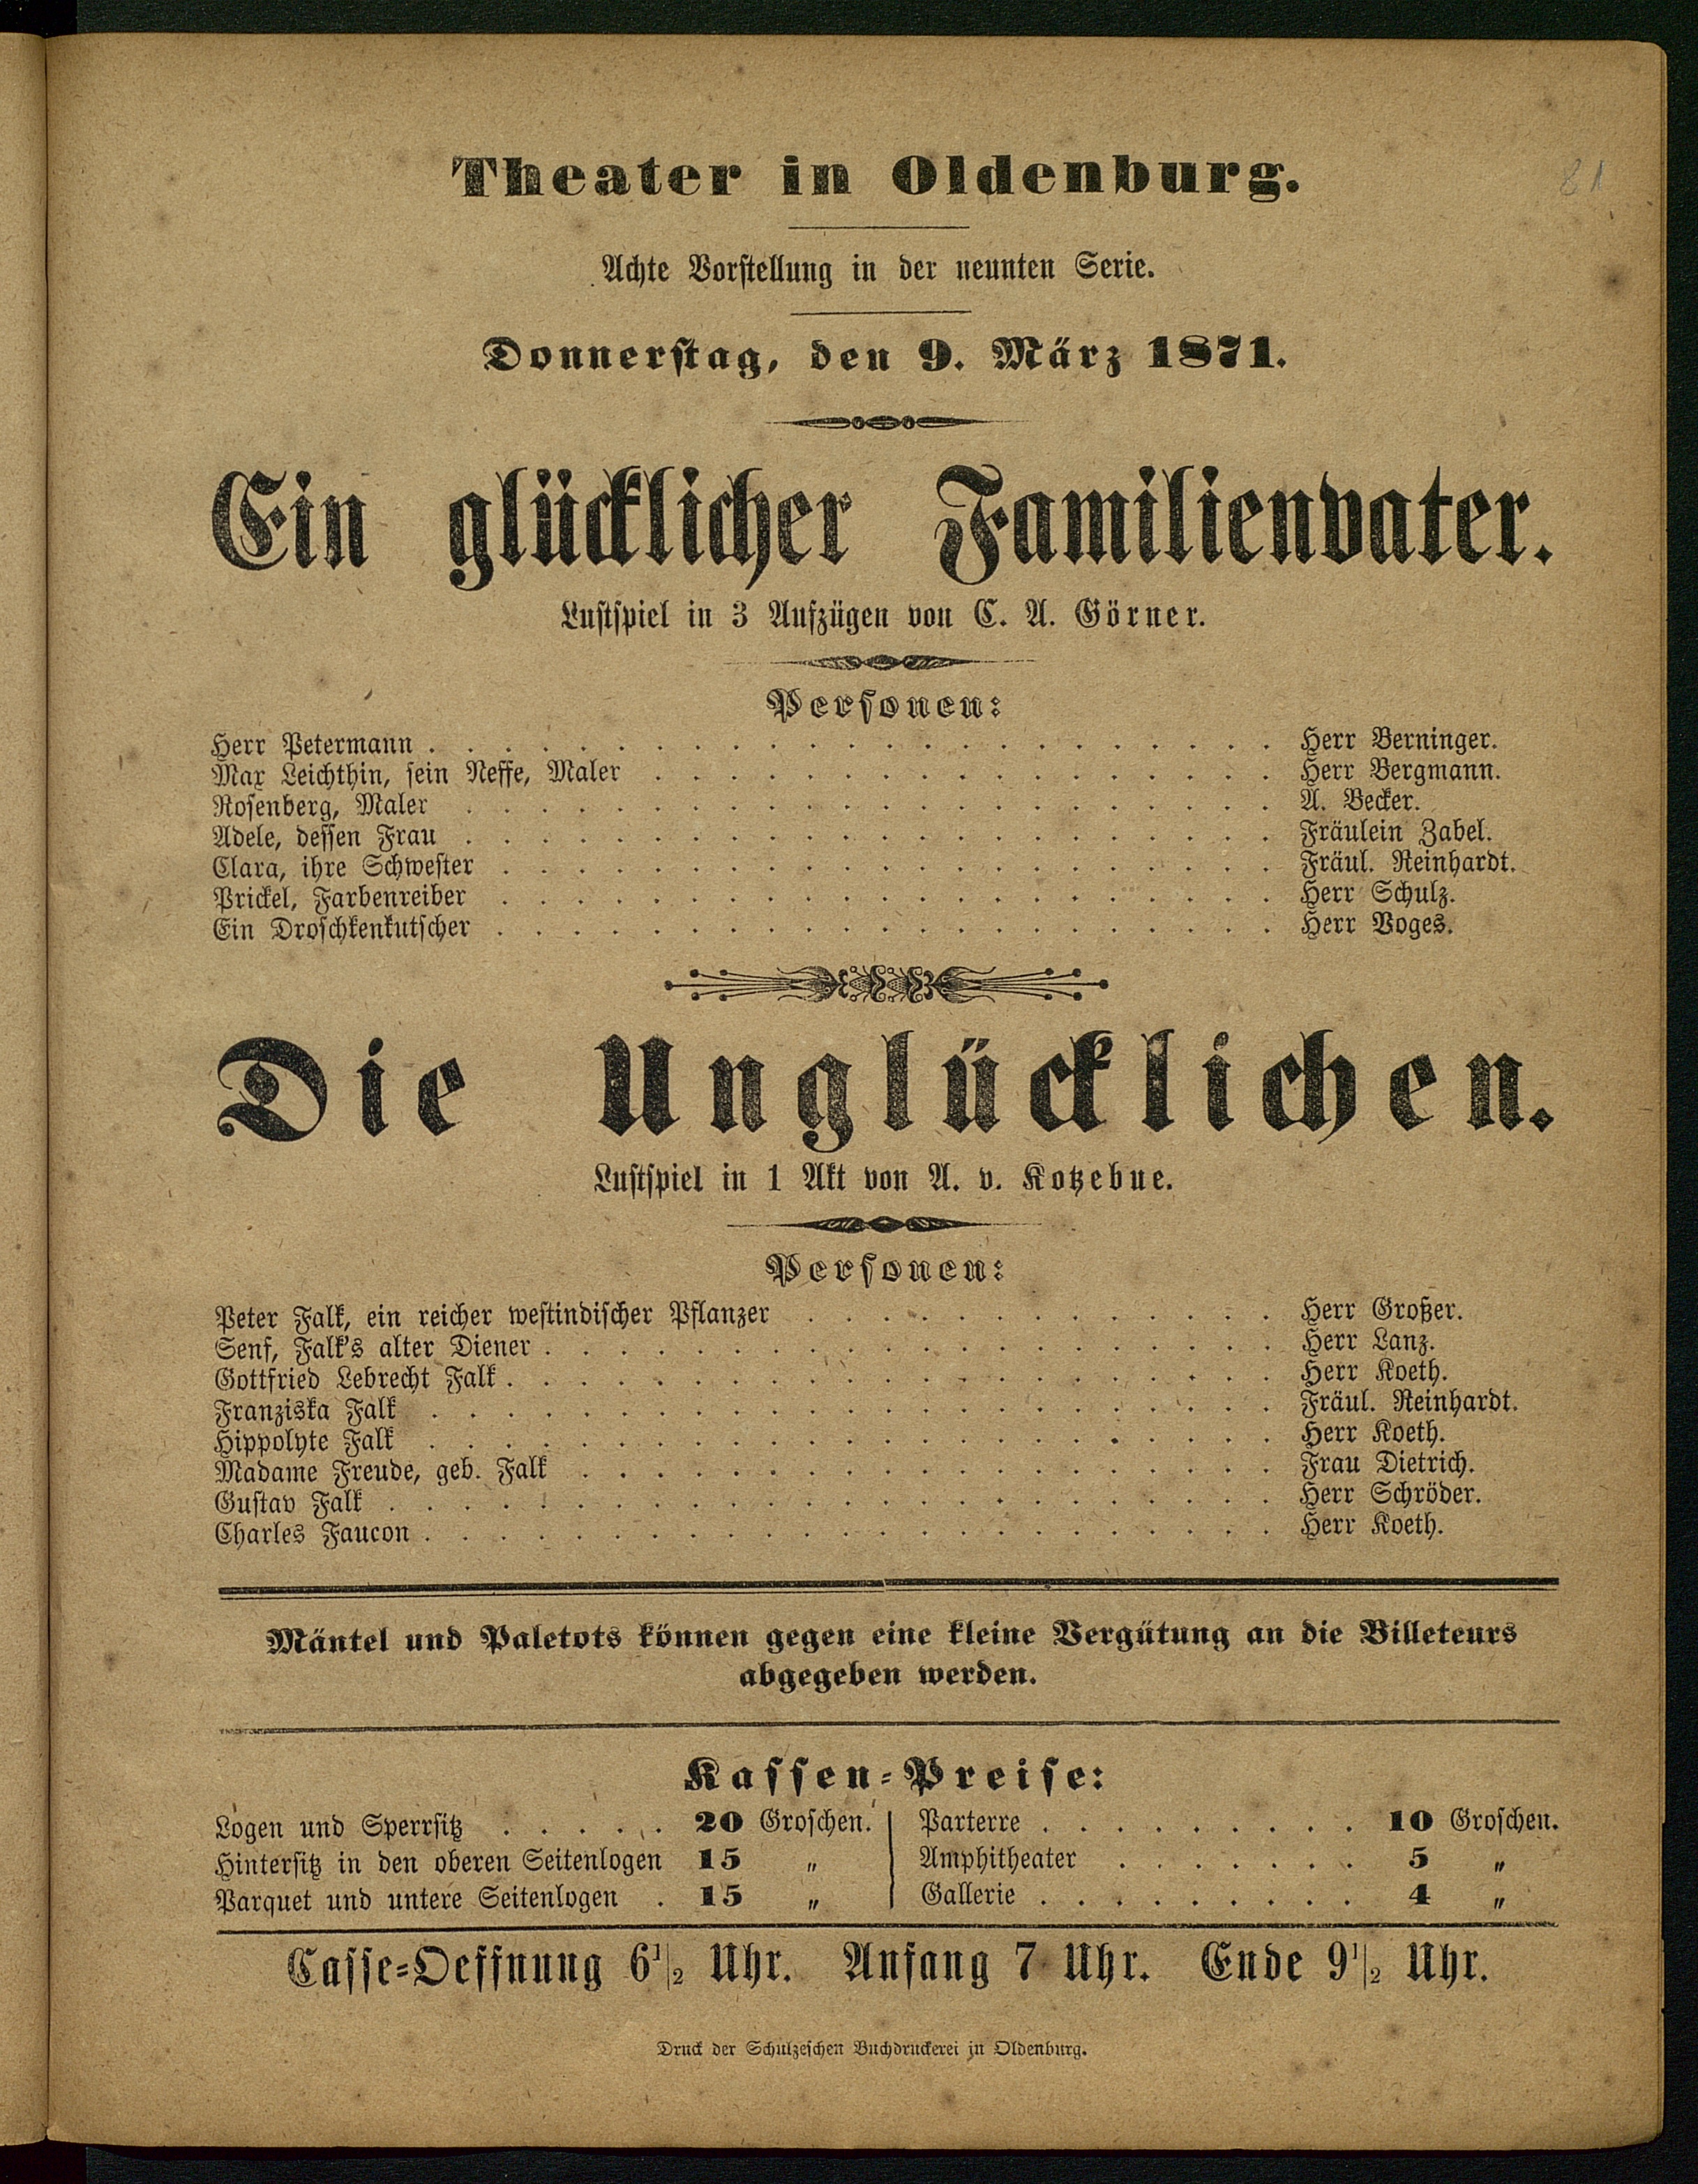 81
Theater in Oldenburg.
Achte Vorstellung in der neunten Serie.
Donnerstag, den 9. März 1871.
Ein glücklicher Familienvater.
Lustspiel in 3 Aufzügen von C. A. Görner.
Personen:
Herr Petermann . . . . . . . . . . . . . . . . . . . . . . . Herr Berninger.
Max Leichthin, sein Neffe, Maler . . . . . . . . . . . . . . . . . Herr Bergmann.
Rosenberg, Maler . . . . . . . . . . . . . . . . . . . . . . A. Becker.
Adele, dessen Frau . . . . . . . . . . . . . . . . . . . . . . Fräulein Zabel.
Clara, ihre Schwester . . . . . . . . . . . . . . . . . . . . . Fräul. Reinhardt.
Prickel, Farbenreiber . . . . . . . . . . . . . . . . . . . . . Herr Schulz.
Ein Droschkenkutscher . . . . . . . . . . . . . . . . . . . . . Herr Voges.
Die Unglücklichen.
Lustspiel in 1 Akt von A. v. Kotzebue.
Personen:
Peter Falk, ein reicher westindischer Pflanzer . . . . . . . . . . . . . Herr Großer.
Senf, Falk's alter Diener . . . . . . . . . . . . . . . . . . . . Herr Lanz.
Gottfried Lebrecht Falk . . . . . . . . . . . . . . . . . . . . . Herr Koeth.
Franziska Falk . . . . . . . . . . . . . . . . . . . . . . . Fräul. Reinhardt.
Hippolyte Falk . . . . . . . . . . . . . . . . . . . . . . . Herr Koeth.
Madame Freude, geb. Falk . . . . . . . . . . . . . . . . . . . Frau Dietrich.
Gustav Falk . . . . . . . . . . . . . . . . . . . . . . . . Herr Schröder.
Charles Faucon . . . . . . . . . . . . . . . . . . . . . . . Herr Koeth.
Mäntel und Paletots können gegen eine kleine Vergütung an die Billeteurs
abgegeben werden.
Kassen-Preise:
Logen und Sperrsitz . . . . . 20 Groschen.
Hintersitz in den oberen Seitenlogen 15 „
Parquet und untere Seitenlogen . 15 „
Parterre . . . . . . . . . 10 Groschen.
Amphitheater . . . . . . . 5 „
Gallerie . . . . . . . . . 4 „
Casse-Oeffnung 6 1/2 Uhr. Anfang 7 Uhr. Ende 9 1/2 Uhr.
Druck der Schulzeschen Buchdruckerei in Oldenburg.